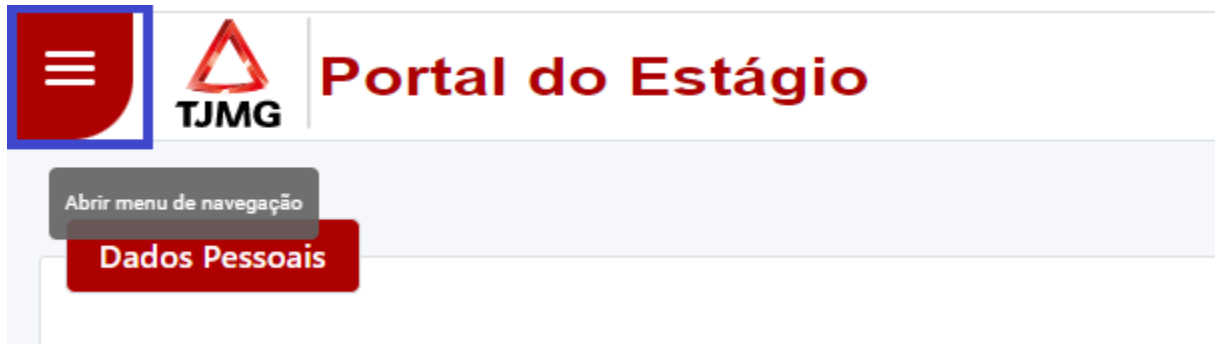 Portal do Estágio
TJMG
Abrir menu de navegação
Dados Pessoais